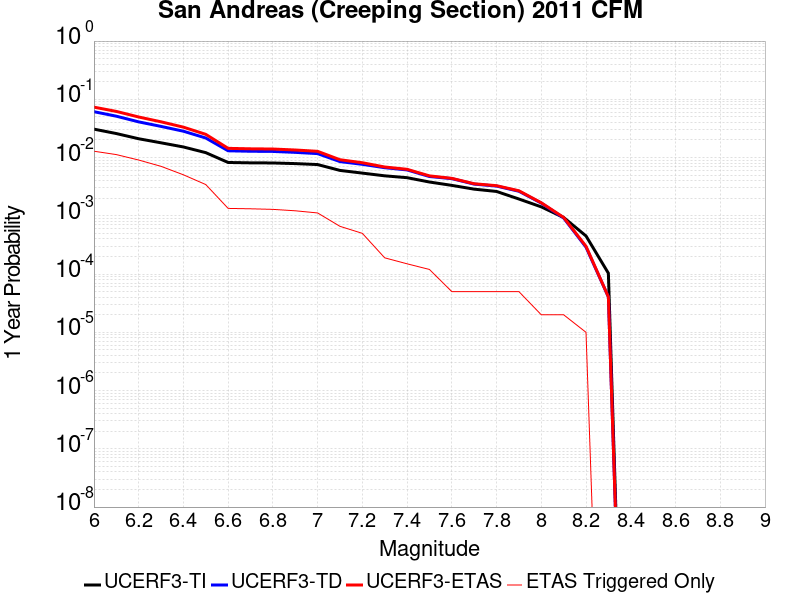 San Andreas (Creeping Section) 2011 CFM
10^0
10^-1
10^-2
10^-3
10^-4
10^-5
10^-6
10^-7
10^-8
1 Year Probability
6 6.2 6.4 6.6 6.8 7 7.2 7.4 7.6 7.8 8 8.2 8.4 8.6 8.8 9
Magnitude
UCERF3-TI UCERF3-TD UCERF3-ETAS ETAS Triggered Only